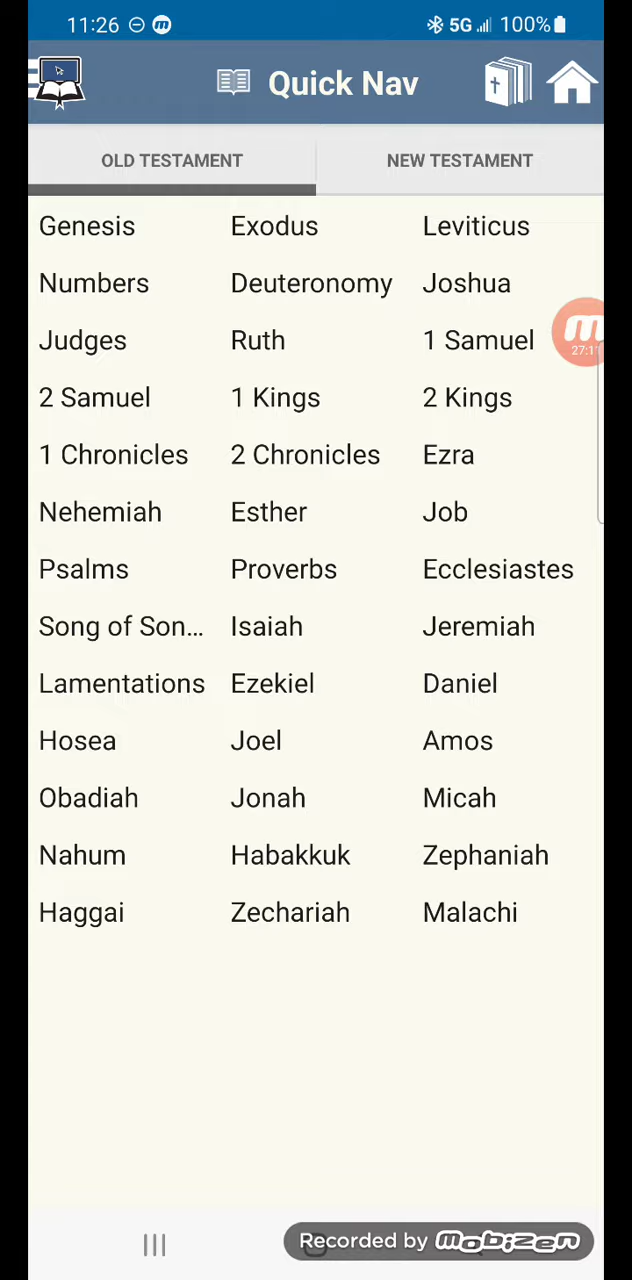 11:26 m 5G 100%
Quick Nav
OLD TESTAMENT NEW TESTAMENT
Genesis Exodus Leviticus
Numbers Deuteronomy Joshua
Judges Ruth 1 Samuel
27:1
2 Samuel 1 Kings 2 Kings
1 Chronicles 2 Chronicles Ezra
Nehemiah Esther Job
Psalms Proverbs Ecclesiastes
Song of Son... Isaiah Jeremiah
Lamentations Ezekiel Daniel
Hosea Joel Amos
Obadiah Jonah Micah
Nahum Habakkuk Zephaniah
Haggai Zechariah Malachi
Recorded by mobizen